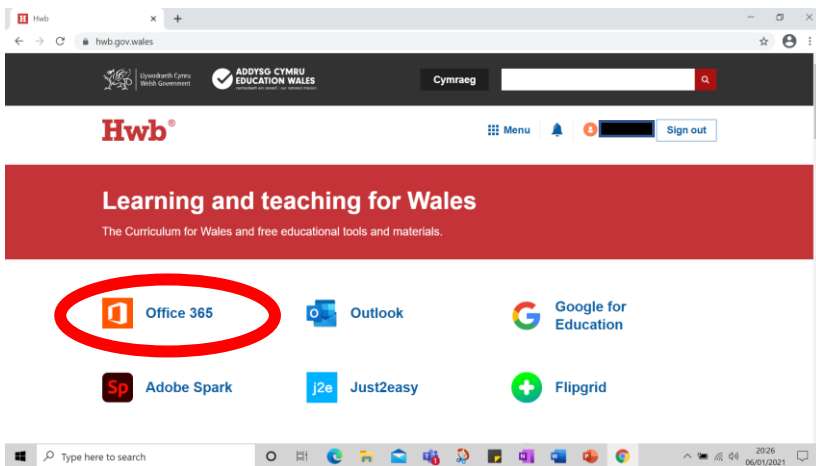 Hwb
hwb.gov.wales
Llywodraeth Cymru
Welsh Government
ADDYSG CYMRU
EDUCATION WALES
Cymraeg
Hwb®
Menu
Sign out
Learning and teaching for Wales
The Curriculum for Wales and free educational tools and materials.
Office 365
Outlook
Google for
Education
Sp
Adobe Spark
j2e
Just2easy
Flipgrid
Type here to search
20:26
06/01/2021